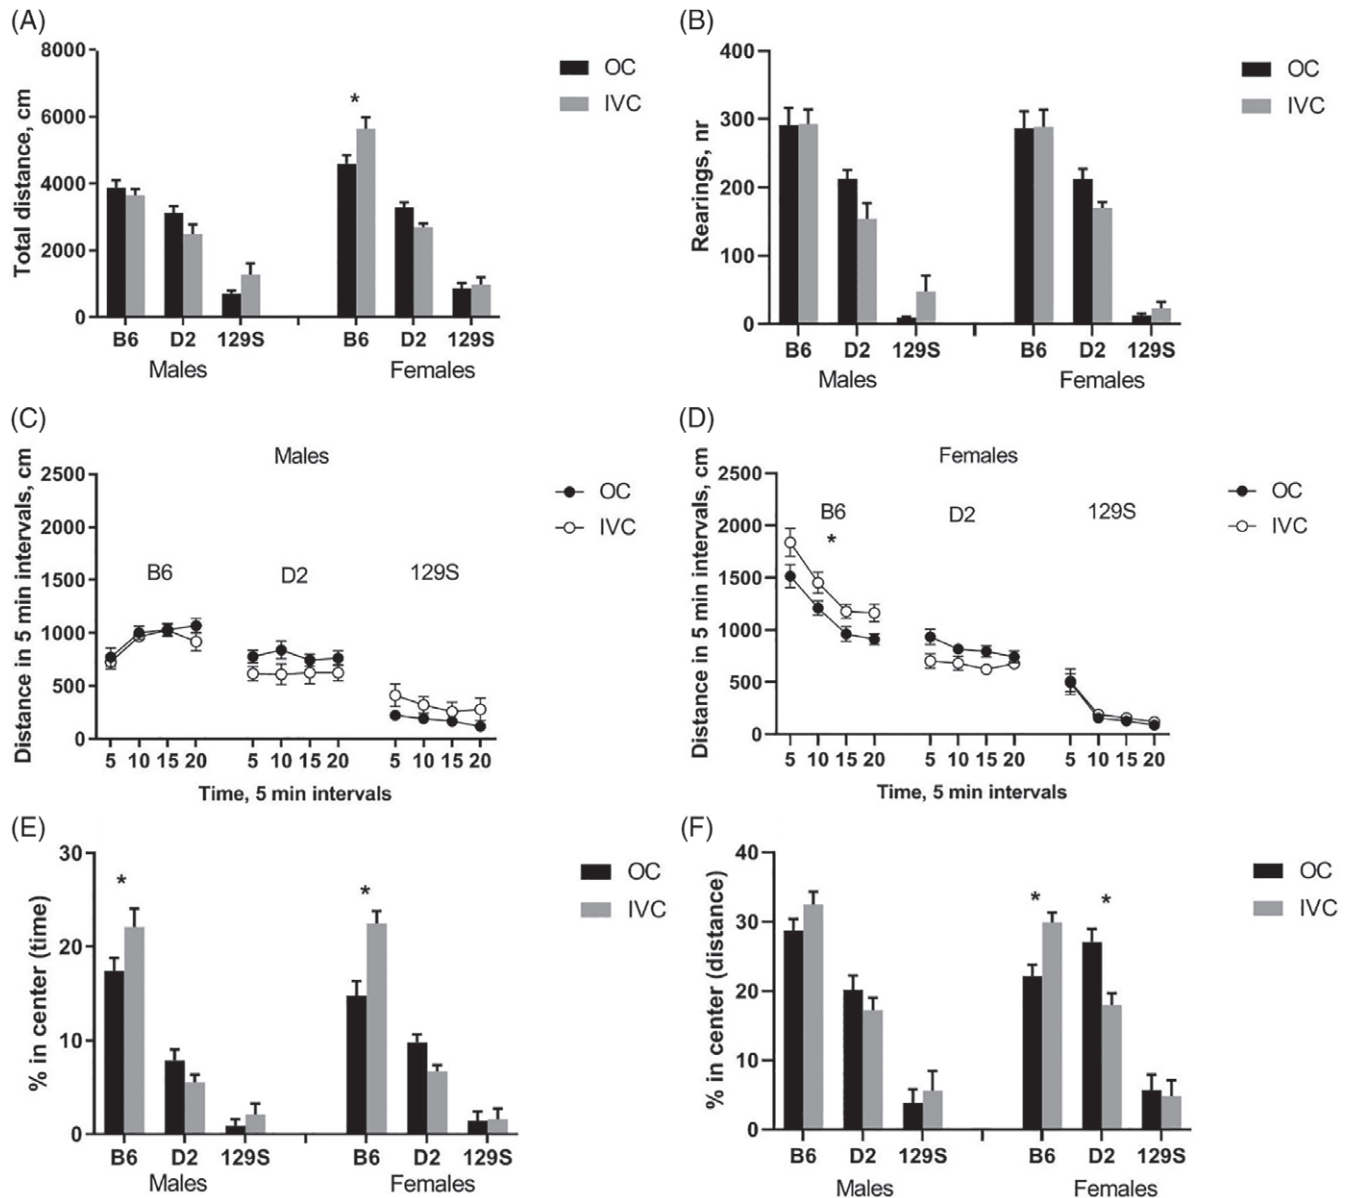 (A)
8000
6000
4000
2000
0
Total distance, cm
*
OC
IVC
B6 D2 129S B6 D2 129S
Males Females
(B)
400
300
200
100
0
Rearings, nr
OC
IVC
B6 D2 129S B6 D2 129S
Males Females
(C)
Males
2500
2000
1500
1000
500
0
Distance in 5 min intervals, cm
OC
IVC
B6 D2 129S
5 10 15 20 5 10 15 20 5 10 15 20
Time, 5 min intervals
(D)
Females
2500
2000
1500
1000
500
0
Distance in 5 min intervals, cm
OC
IVC
B6 D2 129S
*
5 10 15 20 5 10 15 20 5 10 15 20
Time, 5 min intervals
(E)
30
20
10
0
% in center (time)
* *
OC
IVC
B6 D2 129S B6 D2 129S
Males Females
(F)
40
30
20
10
0
% in center (distance)
* *
OC
IVC
B6 D2 129S B6 D2 129S
Males Females